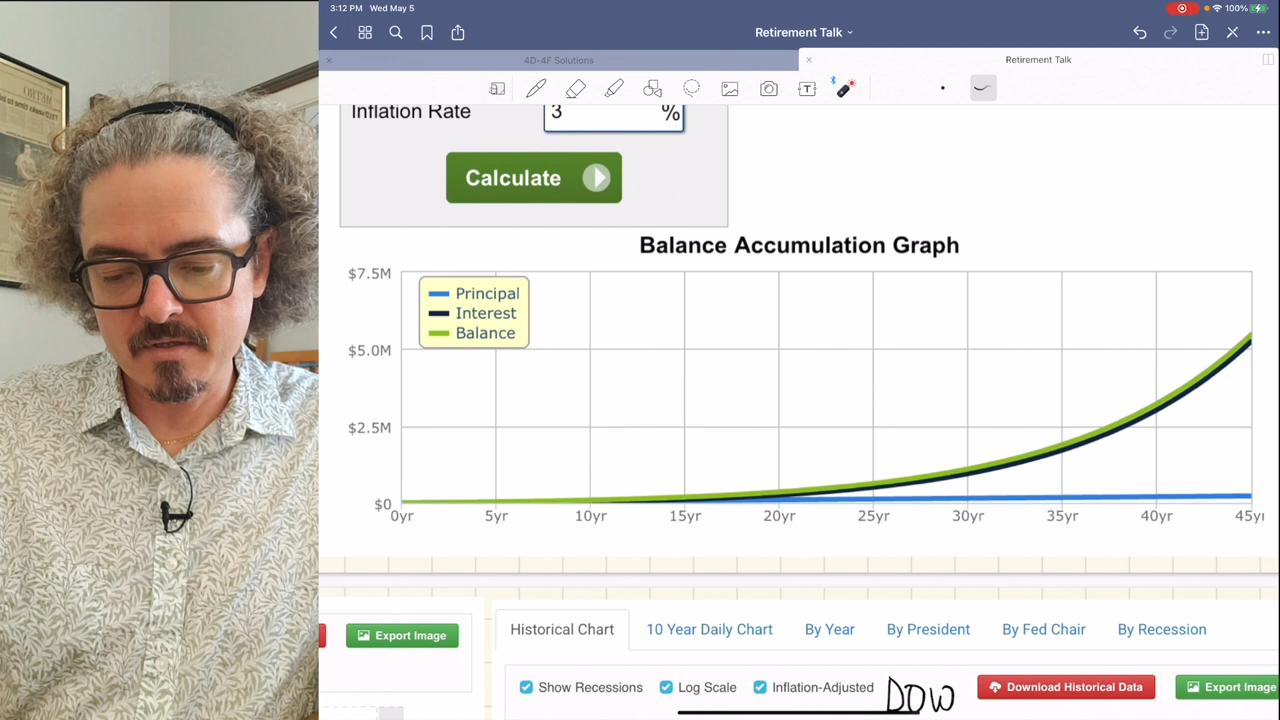 3:12 PM Wed May 5
100%
Retirement Talk
4D-4F Solutions
Retirement Talk
T
Inflation Rate 3 %
Calculate
Balance Accumulation Graph
$7.5M
$5.0M
$2.5M
$0
Principal
Interest
Balance
0yr 5yr 10yr 15yr 20yr 25yr 30yr 35yr 40yr 45yr
Export Image
Historical Chart 10 Year Daily Chart By Year By President By Fed Chair By Recession
Show Recessions Log Scale Inflation-Adjusted DOW Download Historical Data Export Image